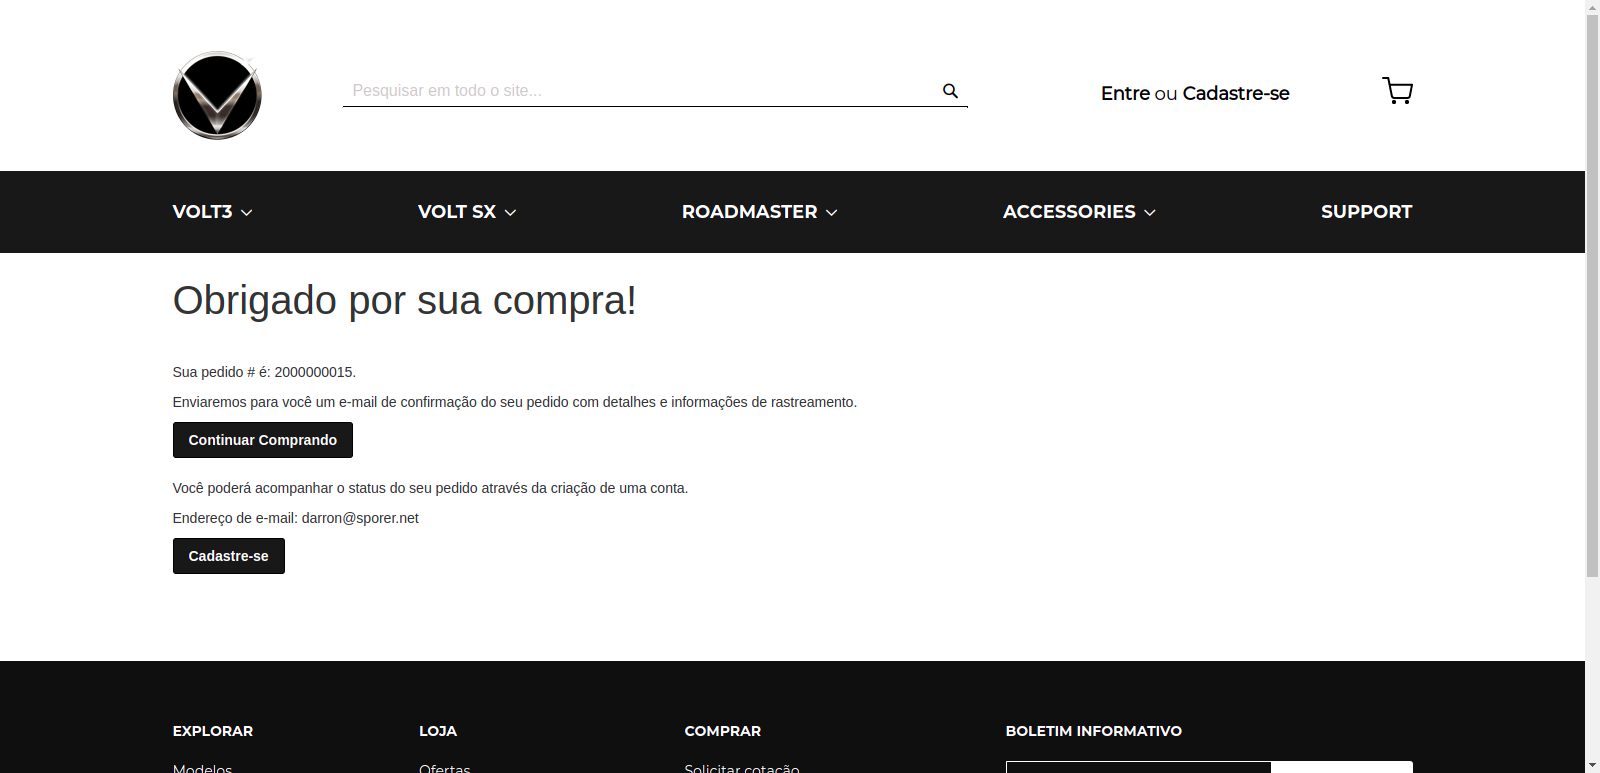 Pesquisar em todo o site...
Entre ou Cadastre-se
VOLT3
VOLT SX
ROADMASTER
ACCESSORIES
SUPPORT
Obrigado por sua compra!
Sua pedido # é: 2000000015.
Enviaremos para você um e-mail de confirmação do seu pedido com detalhes e informações de rastreamento.
Continuar Comprando
Você poderá acompanhar o status do seu pedido através da criação de uma conta.
Endereço de e-mail: darron@sporer.net
Cadastre-se
EXPLORAR
LOJA
COMPRAR
BOLETIM INFORMATIVO
Modelos
Ofertas
Solicitar cotação